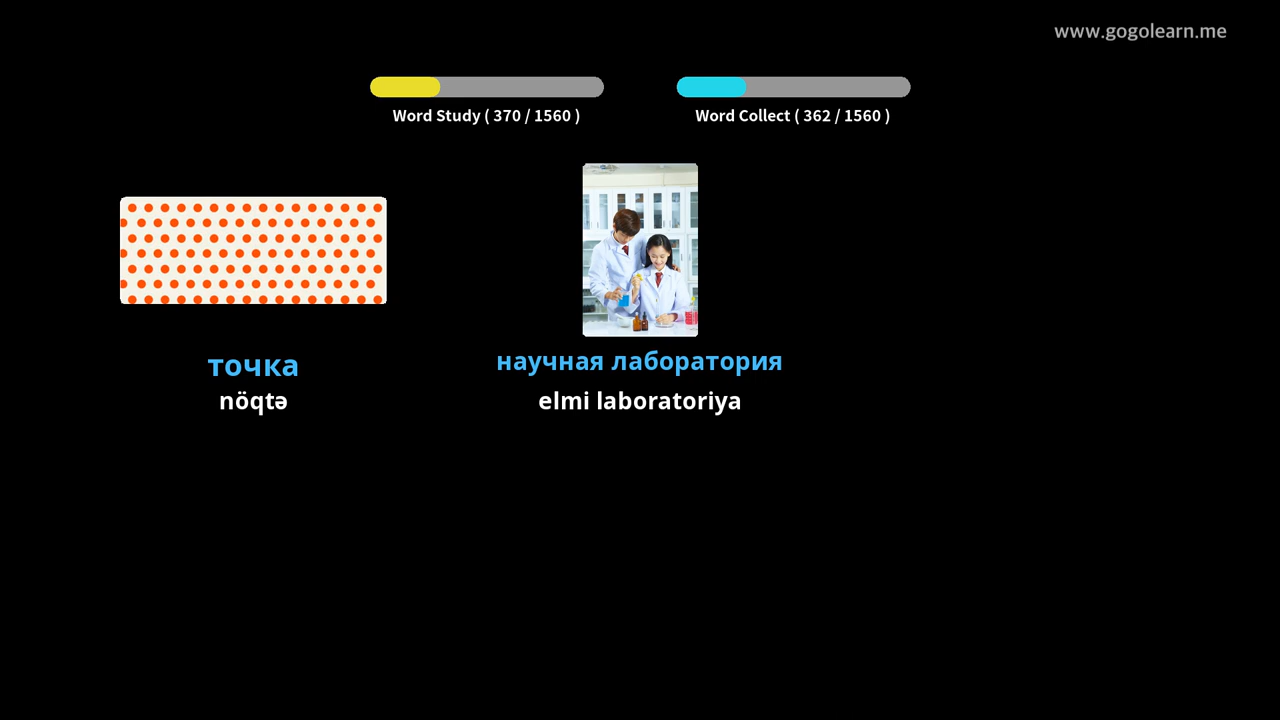 www.gogolearn.me
Word Study ( 370 / 1560 )
Word Collect ( 362 / 1560 )
точка
nöqtə
научная лаборатория
elmi laboratoriya